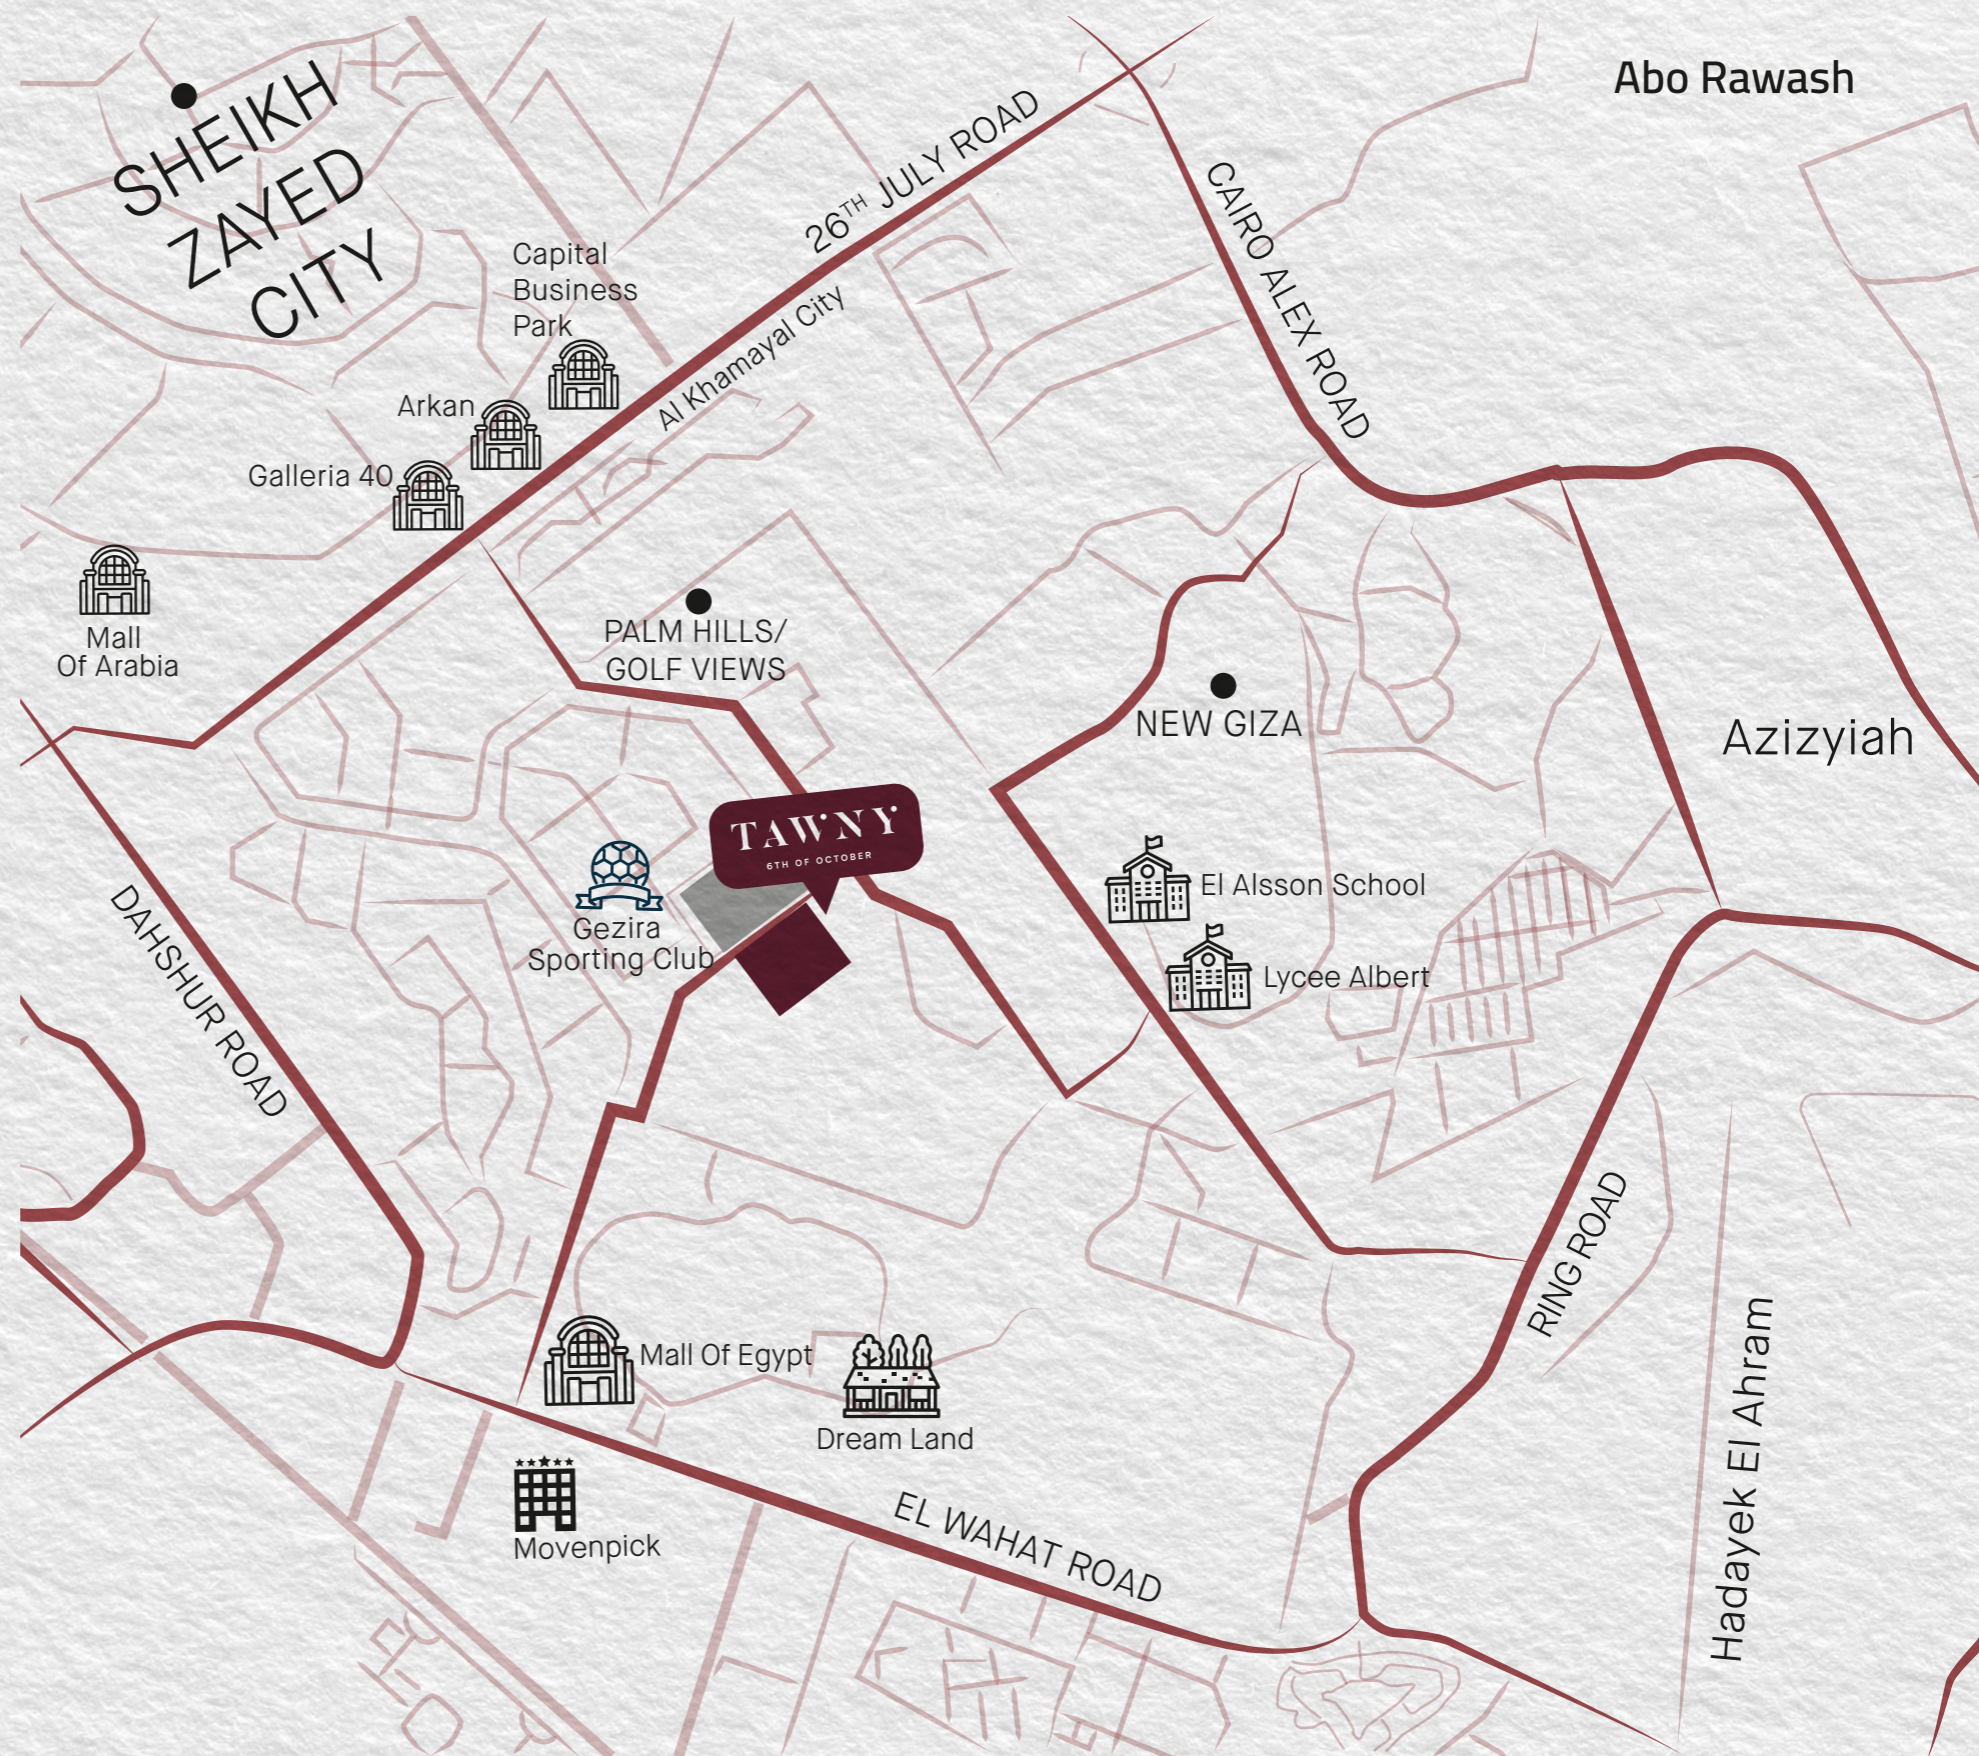 Abo Rawash
SHEIKH
ZAYED
CITY
26TH JULY ROAD
CAIRO ALEX ROAD
Capital
Business
Park
Al Khamayal City
Arkan
Galleria 40
Mall
Of Arabia
PALM HILLS/
GOLF VIEWS
NEW GIZA
Azizyiah
TAWNY
6TH OF OCTOBER
El Alsson School
Gezira
Sporting Club
Lycee Albert
DAHSHUR ROAD
RING ROAD
Hadayek El Ahram
Mall Of Egypt
Dream Land
Movenpick
EL WAHAT ROAD